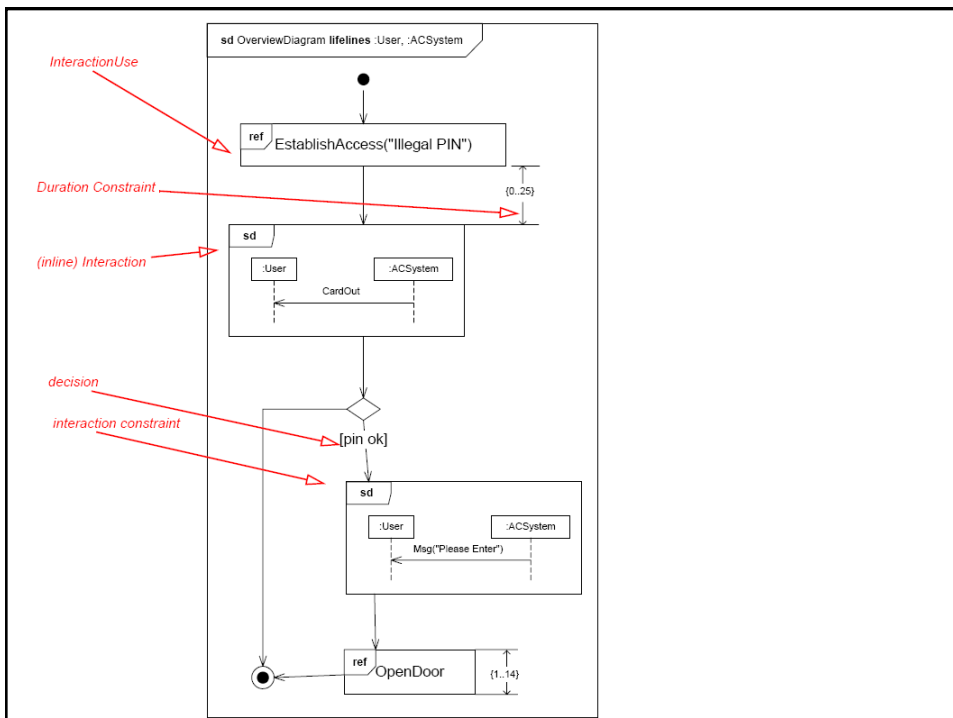 sd OverviewDiagram lifelines :User, :ACSystem
InteractionUse
ref
EstablishAccess("Illegal PIN")
Duration Constraint
{0..25}
sd
(inline) Interaction
:User
:ACSystem
CardOut
decision
interaction constraint
[pin ok]
sd
:User
:ACSystem
Msg("Please Enter")
ref
OpenDoor
{1..14}